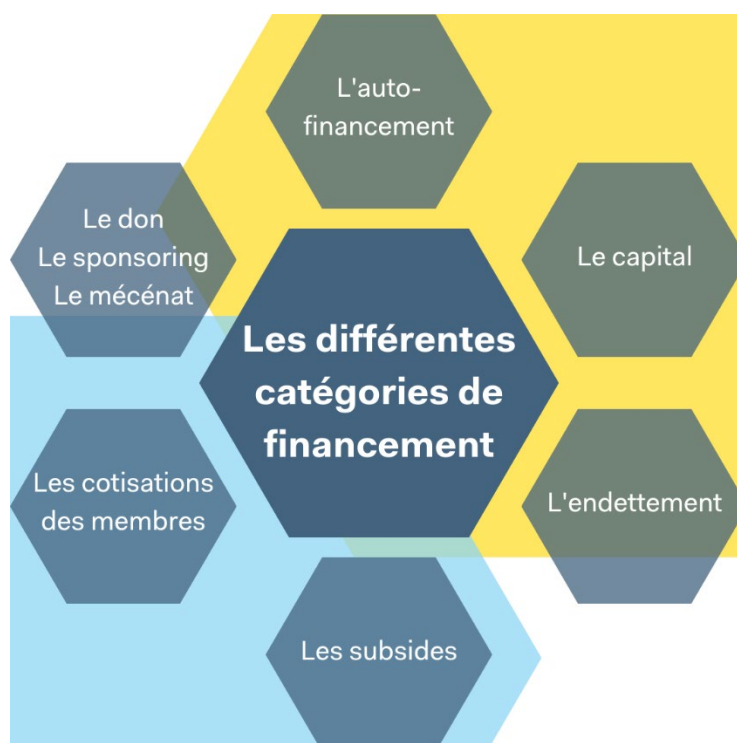 L'auto-
financement
Le don
Le sponsoring
Le mécénat
Le capital
Les différentes
catégories de
financement
Les cotisations
des membres
L'endettement
Les subsides